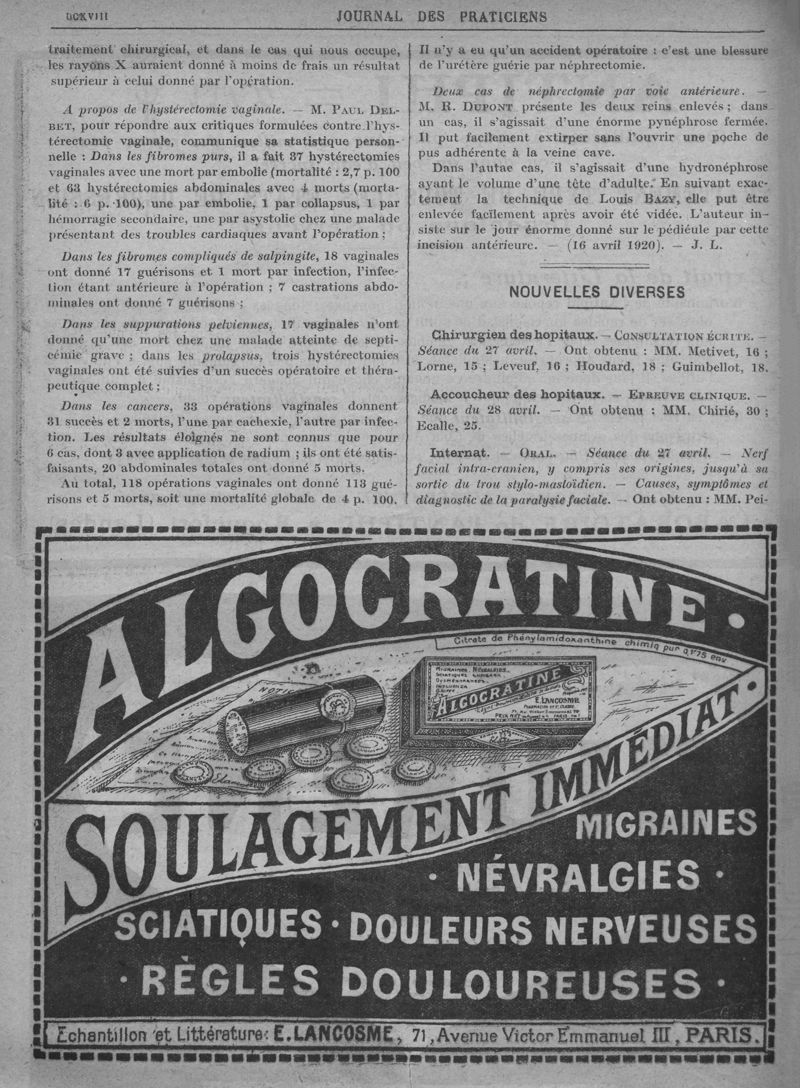 JOURNAL DES PRATICIENS
traitement chirurgical, et dans le cas qui nous occupe,
les rayons X auraient donné à moins de frais un résultat
supérieur à celui donné par l'opération.
A propos de l'hystérectomie vaginale. — M. PAUL DEL-
BET, pour répondre aux critiques formulées contre l'hys-
térectomie vaginale, communique sa statistique person-
nelle : Dans les fibromes purs, il a fait 37 hystérectomies
vaginales avec une mort par embolie (mortalité : 2,7 p. 100
et 63 hystérectomies abdominales avec 4 morts (morta-
lité : 6 p. 100), une par embolie, 1 par collapsus, 1 par
hémorragie secondaire, une par asystolie chez une malade
présentant des troubles cardiaques avant l'opération ;
Dans les fibromes compliqués de salpingite, 18 vaginales
ont donné 17 guérisons et 1 mort par infection, l'infec-
tion étant antérieure à l'opération ; 7 castrations abdo-
minales ont donné 7 guérisons ;
Dans les suppurations pelviennes, 17 vaginales n'ont
donné qu'une mort chez une malade atteinte de septi-
cémie grave ; dans les prolapsus, trois hystérectomies
vaginales ont été suivies d'un succès opératoire et théra-
peutique complet ;
Dans les cancers, 33 opérations vaginales donnent
31 succès et 2 morts, l'une par cachexie, l'autre par infec-
tion. Les résultats éloignés ne sont connus que pour
6 cas, dont 3 avec application de radium ; ils ont été satis-
faisants, 20 abdominales totales ont donné 5 morts.
Au total, 118 opérations vaginales ont donné 113 gué-
risons et 5 morts, soit une mortalité globale de 4 p. 100.
Il n'y a eu qu'un accident opératoire : c'est une blessure
de l'urétère guérie par néphrectomie.
Deux cas de néphrectomie par voie antérieure. —
M. R. DUPONT présente les deux reins enlevés ; dans
un cas, il s'agissait d'une énorme pynéphrose fermée.
Il put facilement extirper sans l'ouvrir une poche de
pus adhérente à la veine cave.
Dans l'autae cas, il s'agissait d'une hydronéphrose
ayant le volume d'une tête d'adulte. En suivant exac-
tement la technique de Louis BAZY, elle put être
enlevée facilement après avoir été vidée. L'auteur in-
siste sur le jour énorme donné sur le pédiéule par cette
incision antérieure. — (16 avril 1920). — J. L.
NOUVELLES DIVERSES
Chirurgien des hopitaux. — CONSULTATION ÉCRITE. —
Séance du 27 avril. — Ont obtenu : MM. Metivet, 16 ;
Lorne, 15 ; Leveuf, 16 ; Houdard, 18 ; Guimbellot, 18.
Accoucheur des hopitaux. — EPREUVE CLINIQUE. —
Séance du 28 avril. — Ont obtenu : MM. Chirié, 30 ;
Ecalle, 25.
Internat. — ORAL. — Séance du 27 avril. — Nerf
facial intra-cranien, y compris ses origines, jusqu'à sa
sortie du trou stylo-mastoïdien. — Causes, symptômes et
diagnostic de la paralysie faciale. — Ont obtenu : MM. Pei-
ALGOCRATINE
Citrate de Phénylamidoxanthine chimiq pur 0,1175 env
MIGRAINES, NÉVRALGIES,
ALGOCRATINE
E. LANCOSME
SOULAGEMENT IMMÉDIAT
MIGRAINES
· NÉVRALGIES ·
SCIATIQUES · DOULEURS NERVEUSES
· RÈGLES DOULOUREUSES ·
Echantillon et Littérature: E. LANCOSME, 71, Avenue Victor Emmanuel III, PARIS.